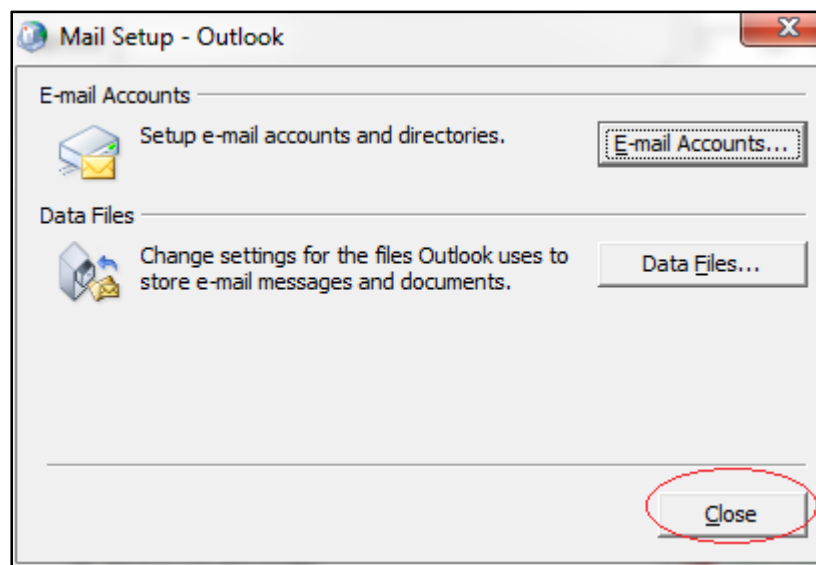 Mail Setup - Outlook
E-mail Accounts
Setup e-mail accounts and directories.
E-mail Accounts...
Data Files
Change settings for the files Outlook uses to
store e-mail messages and documents.
Data Files...
Close